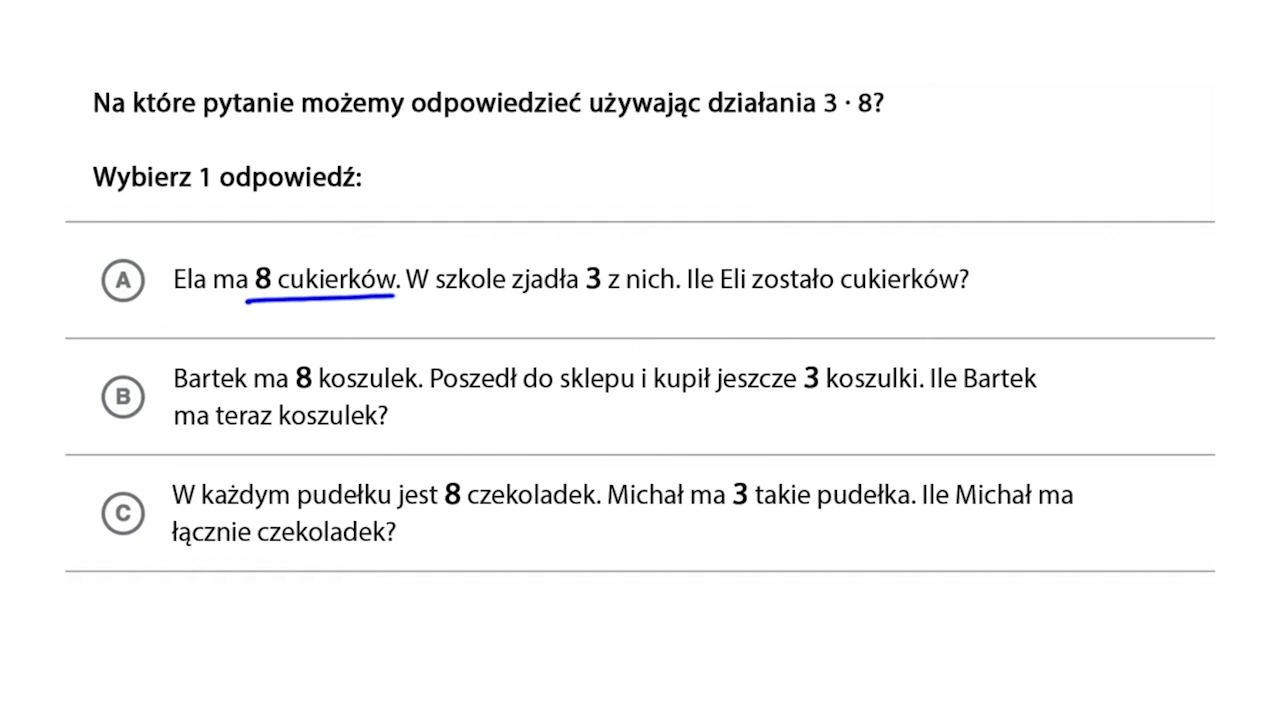 Na które pytanie możemy odpowiedzieć używając działania 3 · 8?
Wybierz 1 odpowiedź:
A Ela ma 8 cukierków. W szkole zjadła 3 z nich. Ile Eli zostało cukierków?
B Bartek ma 8 koszulek. Poszedł do sklepu i kupił jeszcze 3 koszulki. Ile Bartek
ma teraz koszulek?
C W każdym pudełku jest 8 czekoladek. Michał ma 3 takie pudełka. Ile Michał ma
łącznie czekoladek?